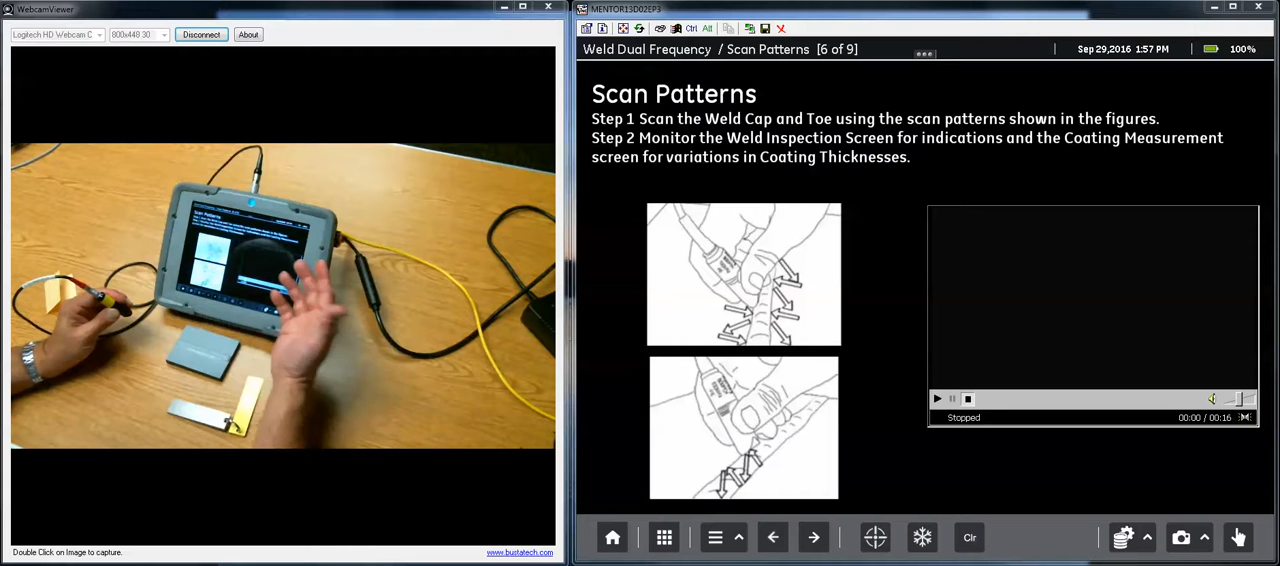 WebcamViewer
Logitech HD Webcam C
800x448 30
Disconnect
About
Double Click on Image to capture.
www.bustatech.com
MENTOR13D02EP3
Ctrl Alt
Weld Dual Frequency / Scan Patterns [6 of 9]
Sep 29,2016 1:57 PM
100%
Scan Patterns
Step 1 Scan the Weld Cap and Toe using the scan patterns shown in the figures.
Step 2 Monitor the Weld Inspection Screen for indications and the Coating Measurement
screen for variations in Coating Thicknesses.
Stopped
00:00 / 00:16
Clr
Scan Patterns